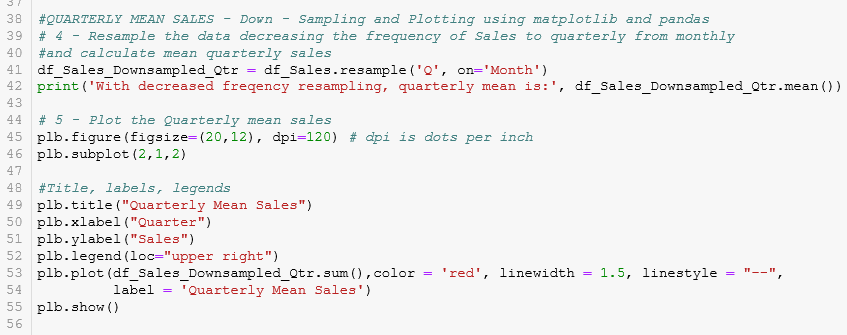 37
38 #QUARTERLY MEAN SALES - Down - Sampling and Plotting using matplotlib and pandas
39 # 4 - Resample the data decreasing the frequency of Sales to quarterly from monthly
40 #and calculate mean quarterly sales
41 df_Sales_Downsampled_Qtr = df_Sales.resample('Q', on='Month')
42 print('With decreased freqency resampling, quarterly mean is:', df_Sales_Downsampled_Qtr.mean())
43
44 # 5 - Plot the Quarterly mean sales
45 plb.figure(figsize=(20,12), dpi=120) # dpi is dots per inch
46 plb.subplot(2,1,2)
47
48 #Title, labels, legends
49 plb.title("Quarterly Mean Sales")
50 plb.xlabel("Quarter")
51 plb.ylabel("Sales")
52 plb.legend(loc="upper right")
53 plb.plot(df_Sales_Downsampled_Qtr.sum(),color = 'red', linewidth = 1.5, linestyle = "--",
54 label = 'Quarterly Mean Sales')
55 plb.show()
56